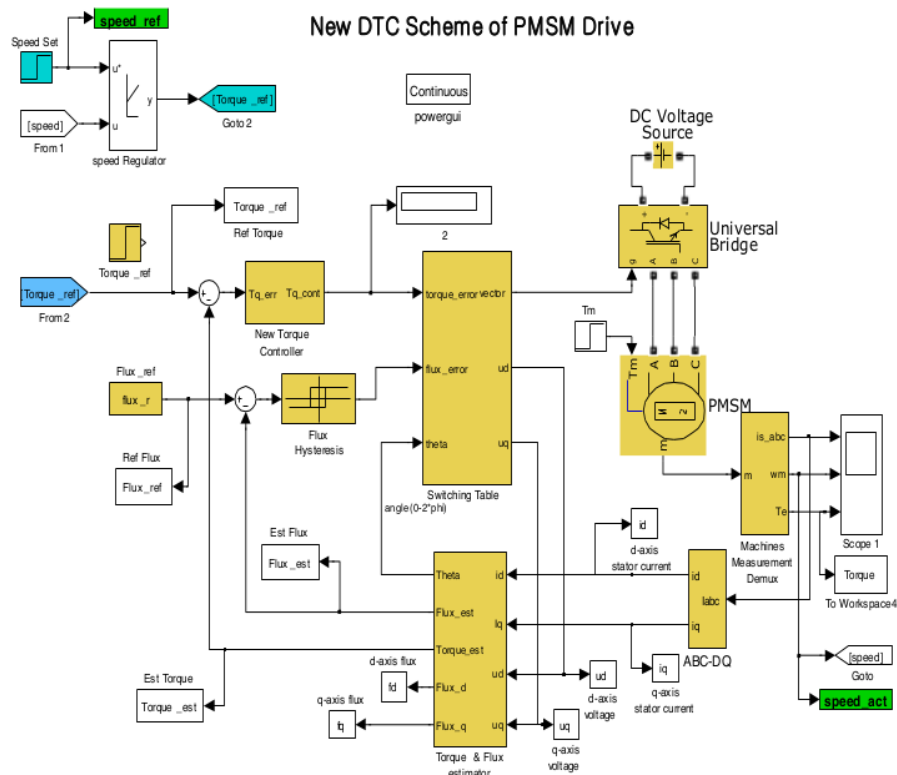 New DTC Scheme of PMSM Drive
speed_ref
Speed Set
u*
y
u
[speed]
From1
speed Regulator
[Torque _ref]
Goto 2
Continuous
powergui
DC Voltage
Source
+
+
-
g
A
B
C
Universal
Bridge
Torque _ref
Ref Torque
2
Torque _ref
[Torque _ref]
From2
Tq_err
Tq_cont
New Torque
Controller
torque_error
vector
flux_error
ud
theta
uq
Switching Table
Tm
Tm
A
B
C
m
PMSM
Flux _ref
flux _r
Flux
Hysteresis
Ref Flux
Flux_ref
angle(0-2*phi)
m
is_abc
wm
Te
Machines
Measurement
Demux
Scope 1
Torque
To Workspace4
Est Flux
Flux _est
id
d-axis
stator current
Theta
id
Flux_est
Iq
Torque_est
Flux_d
ud
Flux_q
uq
Torque & Flux
estimator
id
Iabc
iq
ABC-DQ
iq
q-axis
stator current
[speed]
Goto
speed_act
d-axis flux
fd
q-axis flux
fq
Est Torque
Torque _est
ud
d-axis
voltage
uq
q-axis
voltage